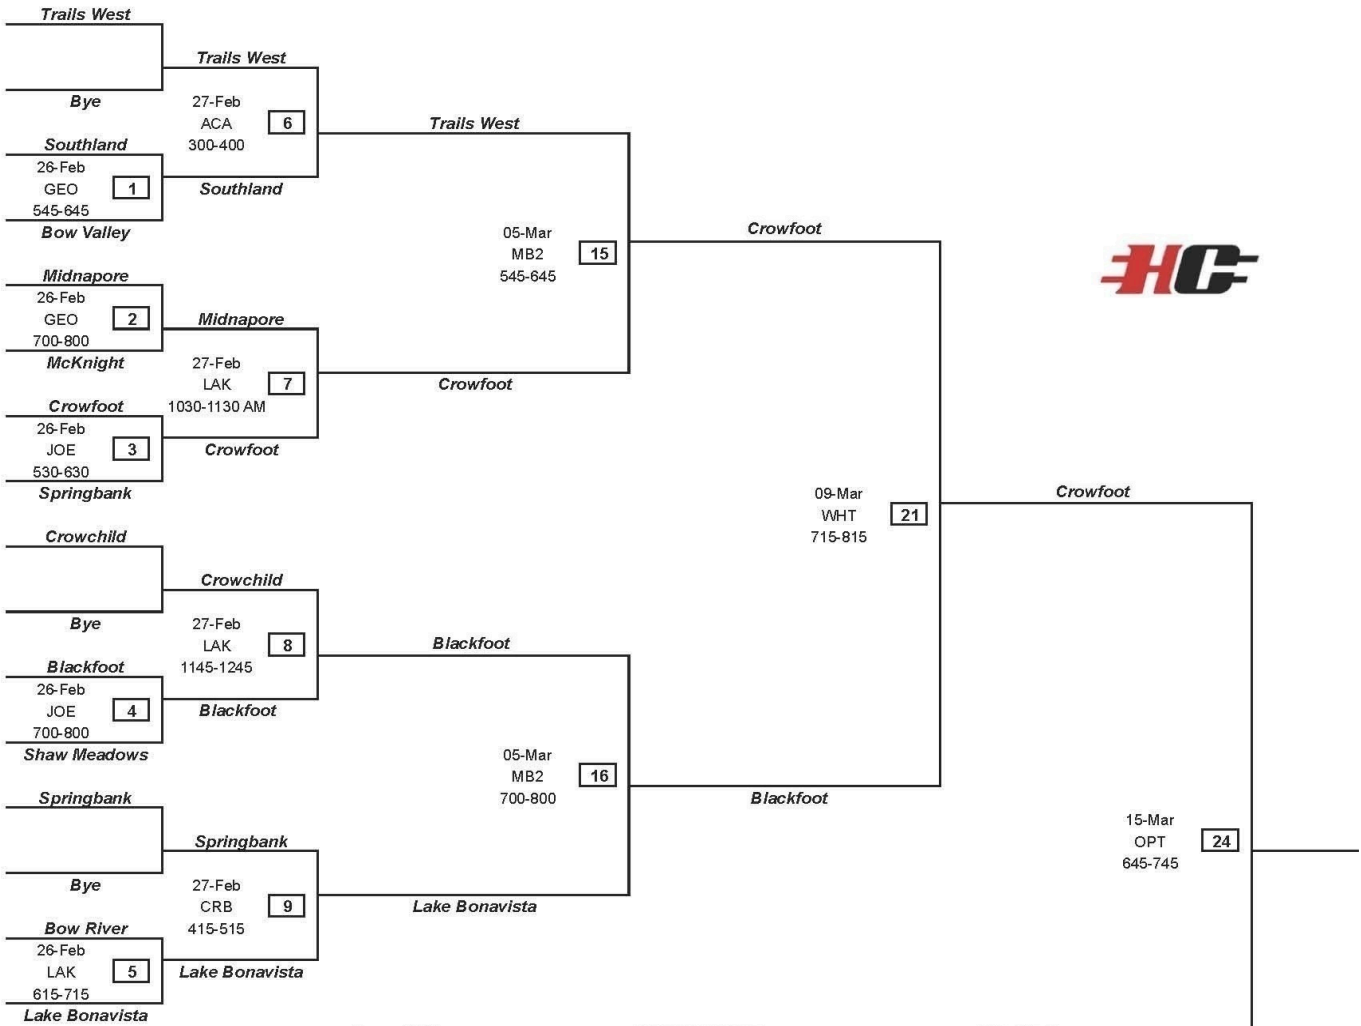 Trails West
Trails West
Bye
27-Feb
ACA
6
300-400
Trails West
Southland
26-Feb
GEO
1
545-645
Southland
Bow Valley
05-Mar
MB2
15
545-645
Crowfoot
HC
Midnapore
26-Feb
GEO
2
700-800
Midnapore
McKnight
27-Feb
LAK
7
1030-1130 AM
Crowfoot
Crowfoot
26-Feb
JOE
3
530-630
Crowfoot
Springbank
09-Mar
WHT
21
715-815
Crowfoot
Crowchild
Crowchild
Bye
27-Feb
LAK
8
1145-1245
Blackfoot
Blackfoot
26-Feb
JOE
4
700-800
Blackfoot
Shaw Meadows
05-Mar
MB2
16
700-800
Blackfoot
Springbank
Springbank
Bye
27-Feb
CRB
9
415-515
Lake Bonavista
15-Mar
OPT
24
645-745
Bow River
26-Feb
LAK
5
615-715
Lake Bonavista
Lake Bonavista